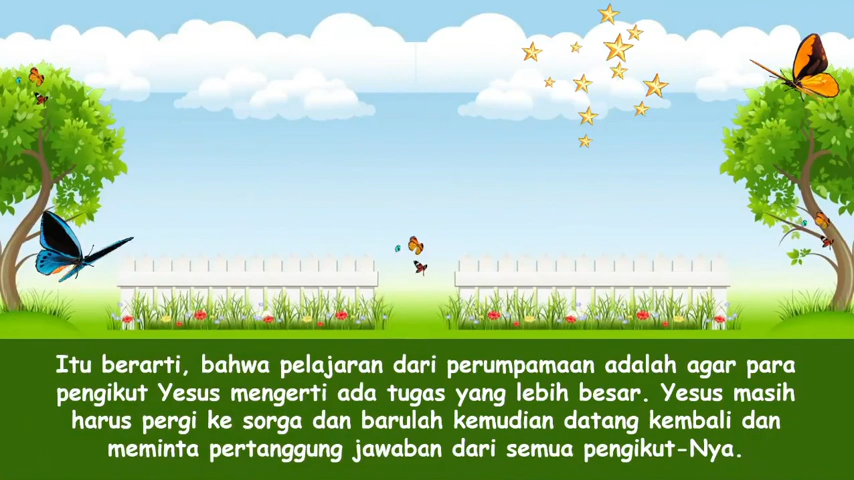 Itu berarti, bahwa pelajaran dari perumpamaan adalah agar para
pengikut Yesus mengerti ada tugas yang lebih besar. Yesus masih
harus pergi ke sorga dan barulah kemudian datang kembali dan
meminta pertanggung jawaban dari semua pengikut-Nya.